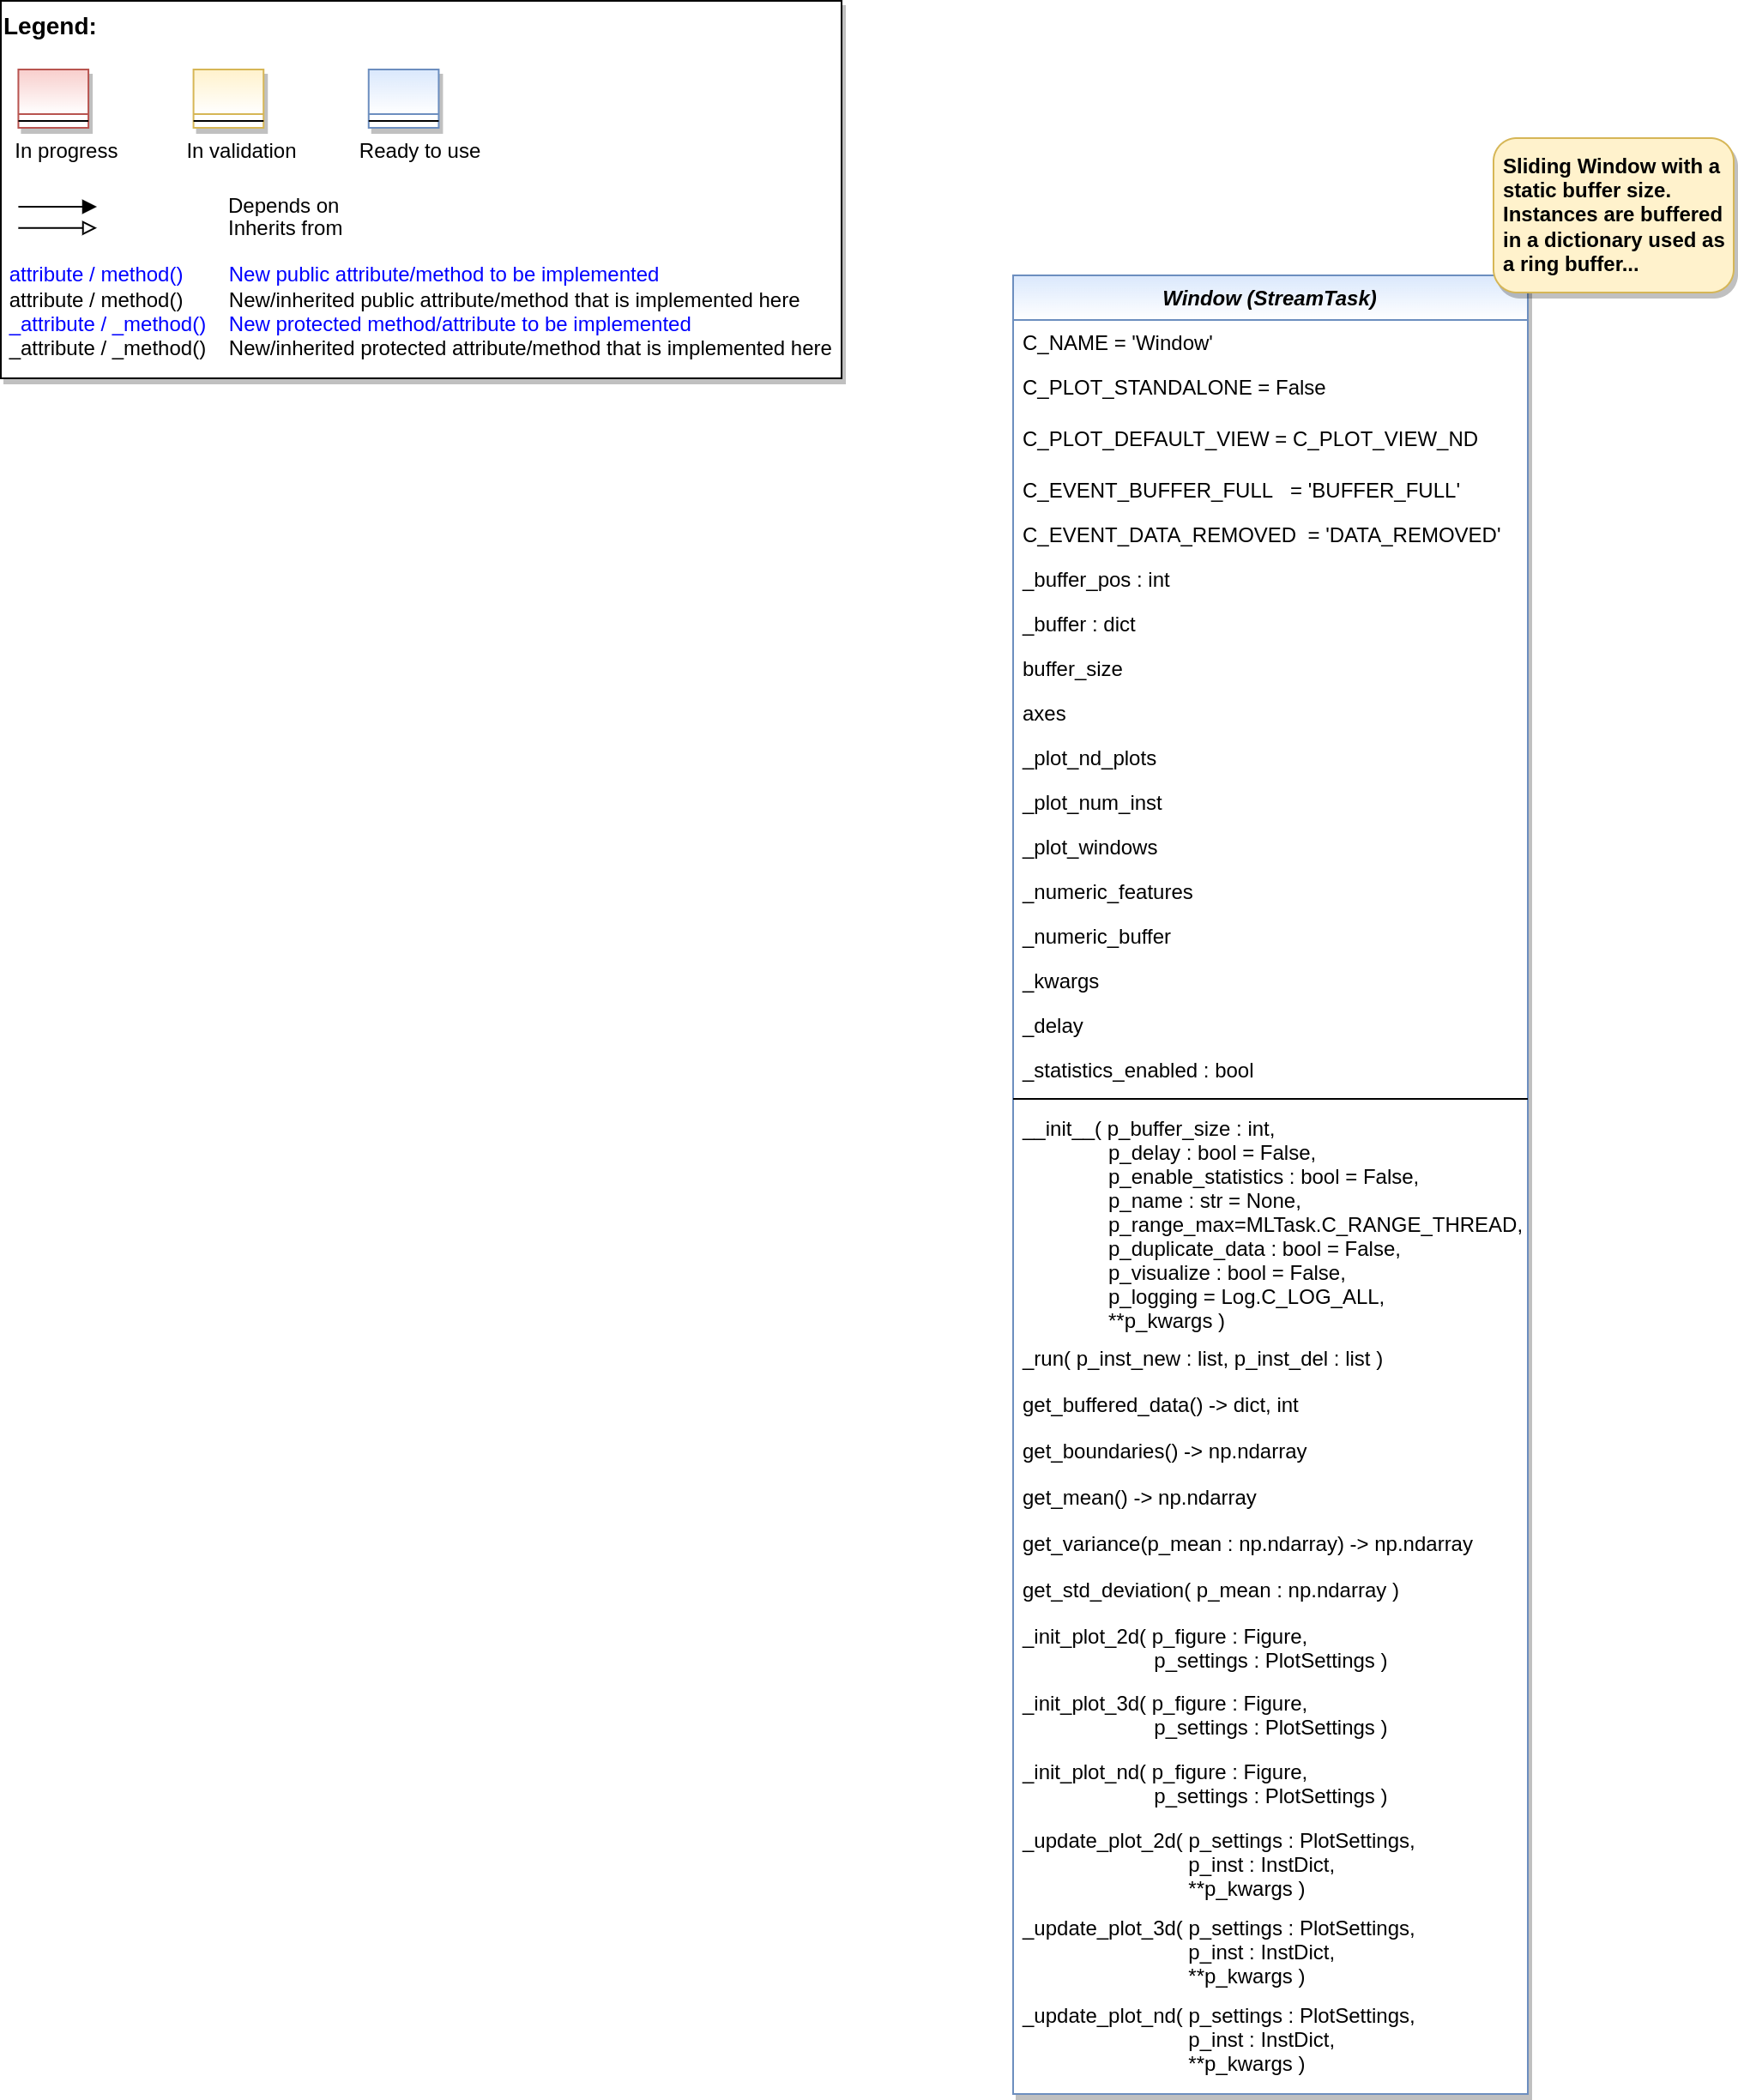 Legend:
In progress
In validation
Ready to use
Depends on
Inherits from
attribute / method() New public attribute/method to be implemented
attribute / method() New/inherited public attribute/method that is implemented here
_attribute / _method() New protected method/attribute to be implemented
_attribute / _method() New/inherited protected attribute/method that is implemented here
Sliding Window with a
static buffer size.
Instances are buffered
in a dictionary used as
a ring buffer...
Window (StreamTask)
C_NAME = 'Window'
C_PLOT_STANDALONE = False
C_PLOT_DEFAULT_VIEW = C_PLOT_VIEW_ND
C_EVENT_BUFFER_FULL = 'BUFFER_FULL'
C_EVENT_DATA_REMOVED = 'DATA_REMOVED'
_buffer_pos : int
_buffer : dict
buffer_size
axes
_plot_nd_plots
_plot_num_inst
_plot_windows
_numeric_features
_numeric_buffer
_kwargs
_delay
_statistics_enabled : bool
__init__( p_buffer_size : int,
p_delay : bool = False,
p_enable_statistics : bool = False,
p_name : str = None,
p_range_max=MLTask.C_RANGE_THREAD,
p_duplicate_data : bool = False,
p_visualize : bool = False,
p_logging = Log.C_LOG_ALL,
**p_kwargs )
_run( p_inst_new : list, p_inst_del : list )
get_buffered_data() -> dict, int
get_boundaries() -> np.ndarray
get_mean() -> np.ndarray
get_variance(p_mean : np.ndarray) -> np.ndarray
get_std_deviation( p_mean : np.ndarray )
_init_plot_2d( p_figure : Figure,
p_settings : PlotSettings )
_init_plot_3d( p_figure : Figure,
p_settings : PlotSettings )
_init_plot_nd( p_figure : Figure,
p_settings : PlotSettings )
_update_plot_2d( p_settings : PlotSettings,
p_inst : InstDict,
**p_kwargs )
_update_plot_3d( p_settings : PlotSettings,
p_inst : InstDict,
**p_kwargs )
_update_plot_nd( p_settings : PlotSettings,
p_inst : InstDict,
**p_kwargs )